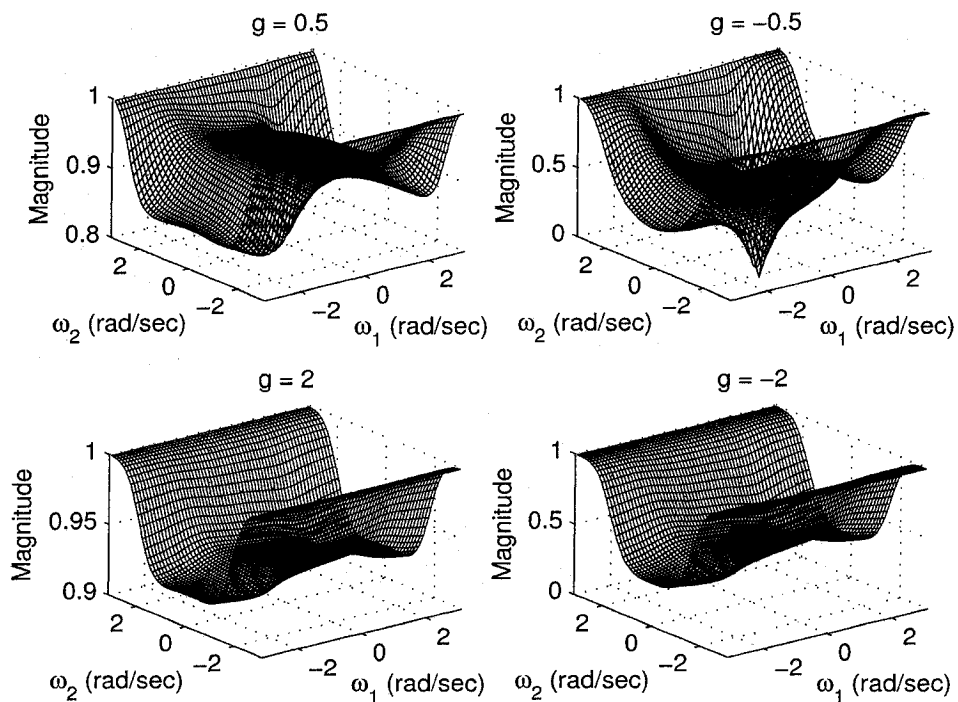 g = 0.5
1
0.9
0.8
Magnitude
2
0
−2
ω2 (rad/sec)
−2
0
2
ω1 (rad/sec)
g = −0.5
1
0.5
0
Magnitude
2
0
−2
ω2 (rad/sec)
−2
0
2
ω1 (rad/sec)
g = 2
1
0.95
0.9
Magnitude
2
0
−2
ω2 (rad/sec)
−2
0
2
ω1 (rad/sec)
g = −2
1
0.5
0
Magnitude
2
0
−2
ω2 (rad/sec)
−2
0
2
ω1 (rad/sec)